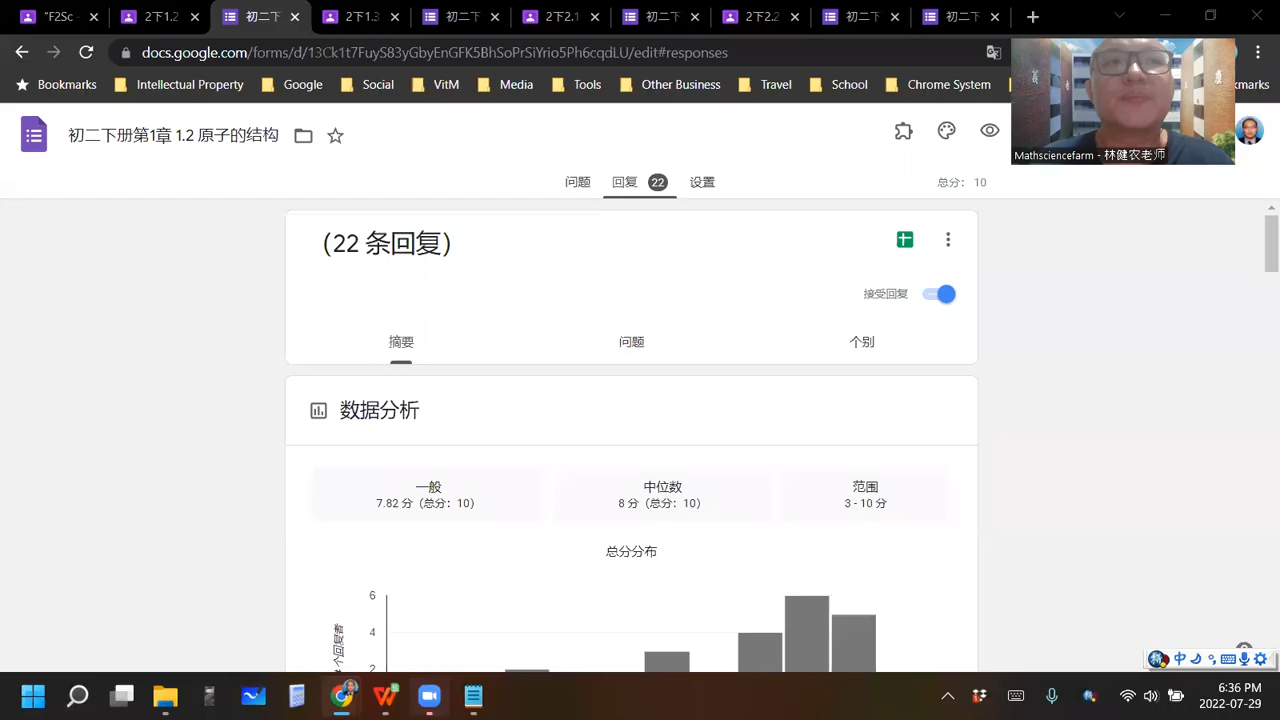 "F2Sc
2下1.2
初二下
2下1.3
初二下
2下2.1
初二下
2下2.2
初二下
初二下
docs.google.com/forms/d/13Ck1t7FuyS83yGbyEnGFK5BhSoPrSiYrio5Ph6cqdLU/edit#responses
Bookmarks
Intellectual Property
Google
Social
VitM
Media
Tools
Other Business
Travel
School
Chrome System
kmarks
初二下册第1章 1.2 原子的结构
Mathsciencefarm - 林健农老师
问题
回复 22
设置
总分： 10
（22 条回复）
接受回复
摘要
问题
个别
数据分析
一般
7.82 分（总分：10）
中位数
8 分（总分：10）
范围
3 - 10 分
总分分布
6
4
2
个回复者
中
6:36 PM
2022-07-29